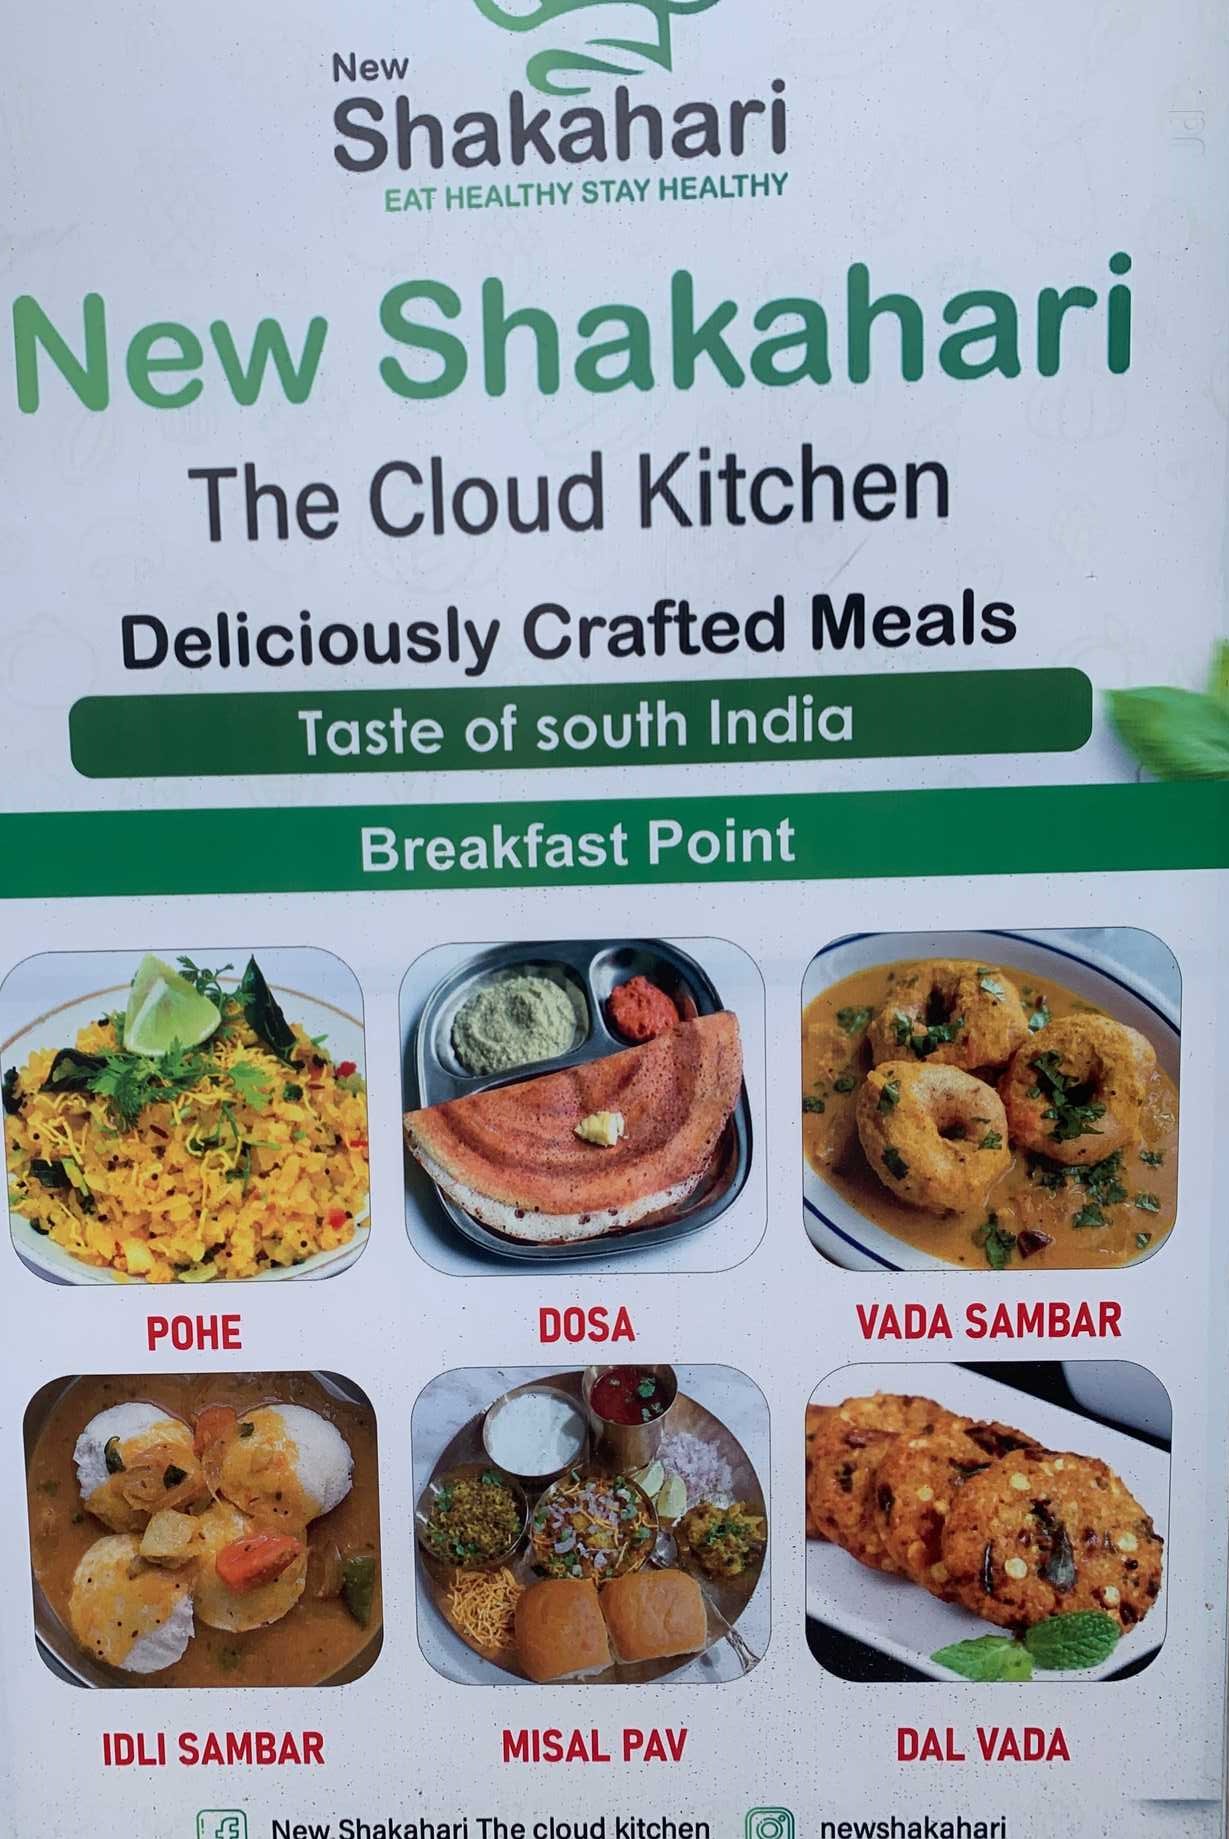 New
Shakahari
EAT HEALTHY STAY HEALTHY
New Shakahari
The Cloud Kitchen
Deliciously Crafted Meals
Taste of south India
Breakfast Point
POHE
DOSA
VADA SAMBAR
IDLI SAMBAR
MISAL PAV
DAL VADA
New Shakahari The cloud kitchen
newshakahari